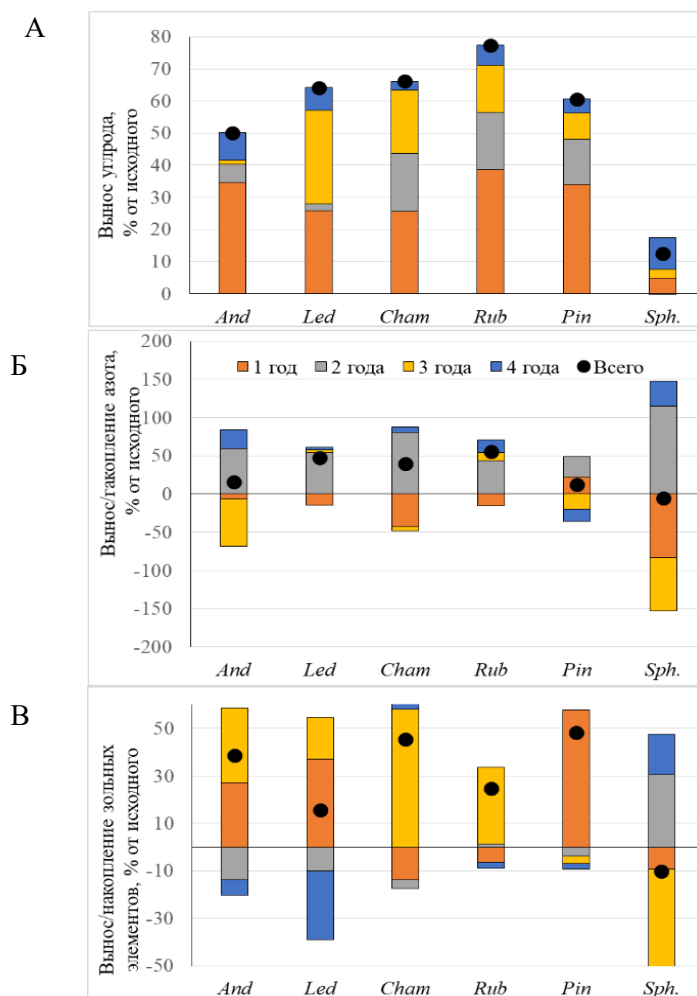 А
Вынос углрода,
% от исходного
80
70
60
50
40
30
20
10
0
And Led Cham Rub Pin Sph.
Б
Вынос/гакопление азота,
% от исходного
200
150
100
50
0
-50
-100
-150
-200
1 год 2 года 3 года 4 года Всего
And Led Cham Rub Pin Sph.
В
Вынос/накопление зольных
элементов, % от исходного
50
30
10
-10
-30
-50
And Led Cham Rub Pin Sph.